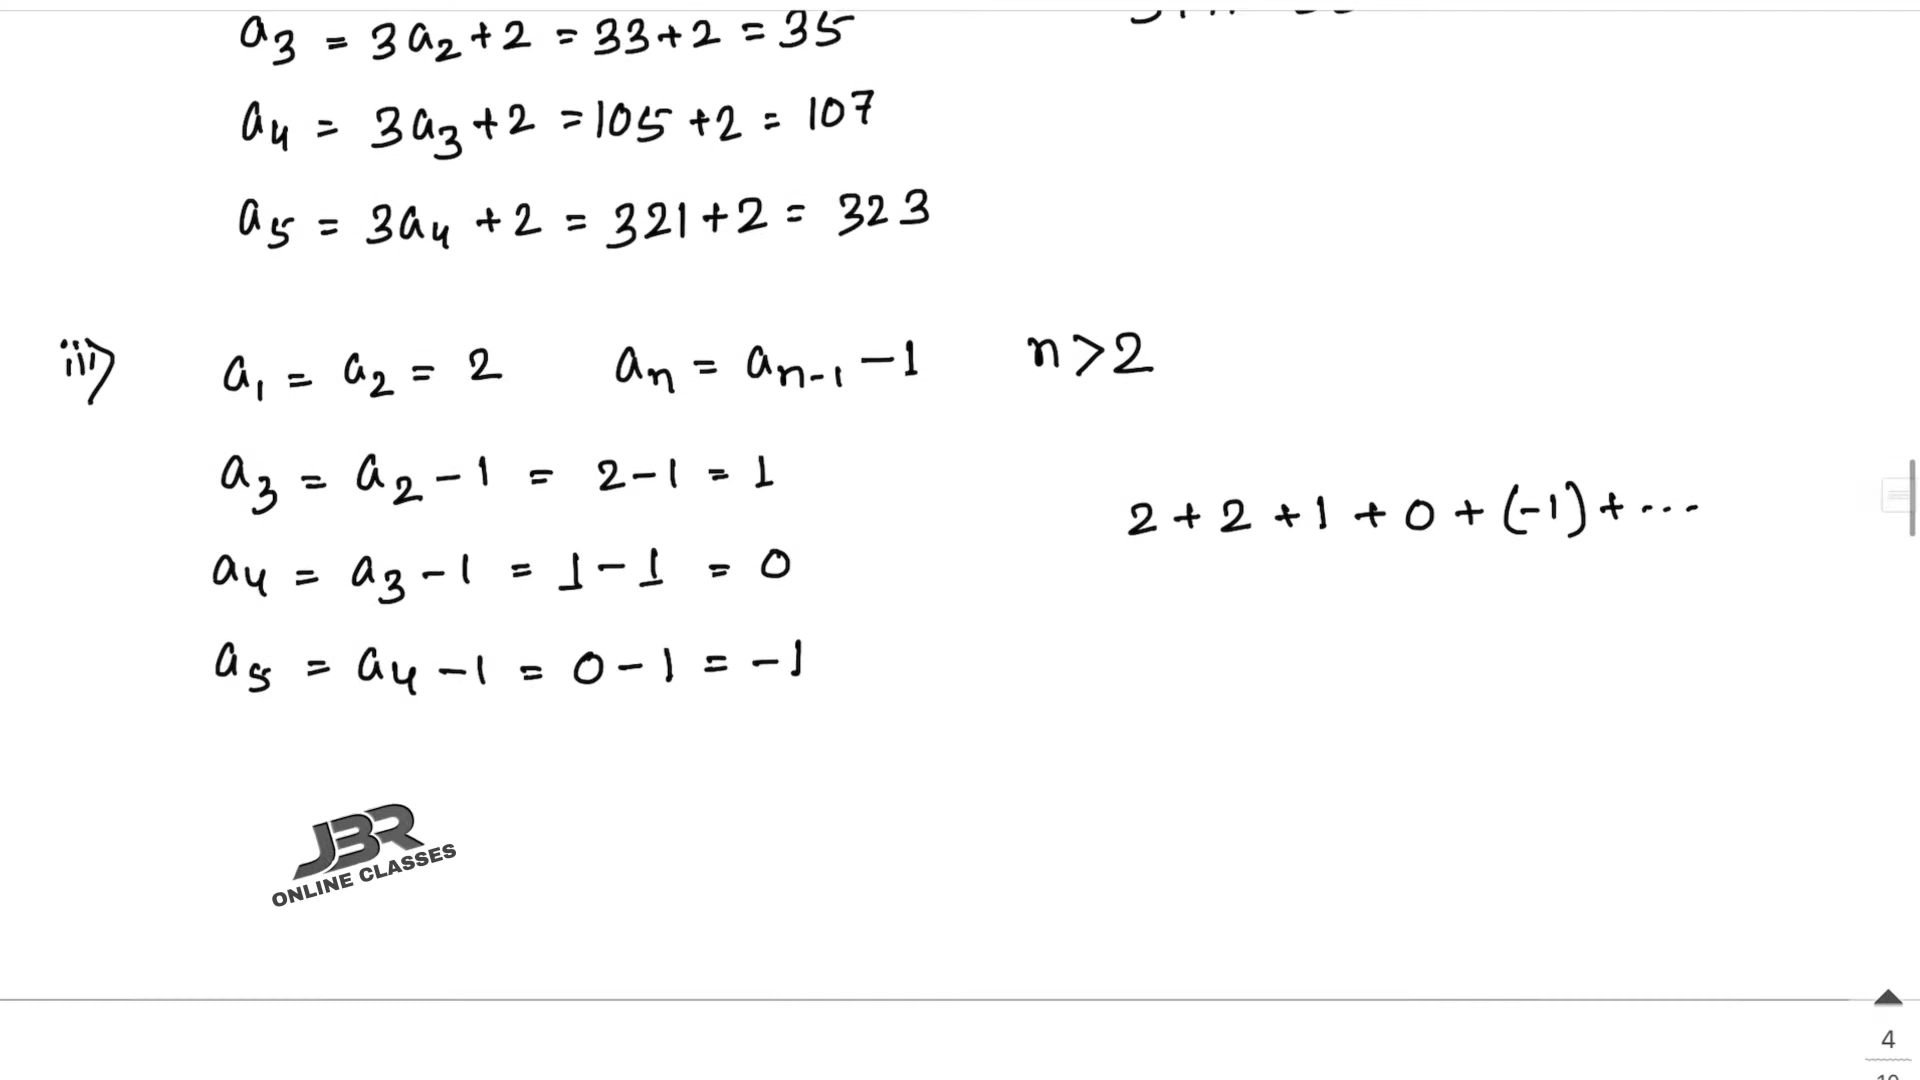 a₃ = 3a₂ + 2 = 33 + 2 = 35
a₄ = 3a₃ + 2 = 105 + 2 = 107
a₅ = 3a₄ + 2 = 321 + 2 = 323
iii) a₁ = a₂ = 2 aₙ = aₙ₋₁ − 1 n > 2
a₃ = a₂ − 1 = 2 − 1 = 1
2 + 2 + 1 + 0 + (-1) + ...
a₄ = a₃ − 1 = 1 − 1 = 0
a₅ = a₄ − 1 = 0 − 1 = −1
JBR
ONLINE CLASSES
4